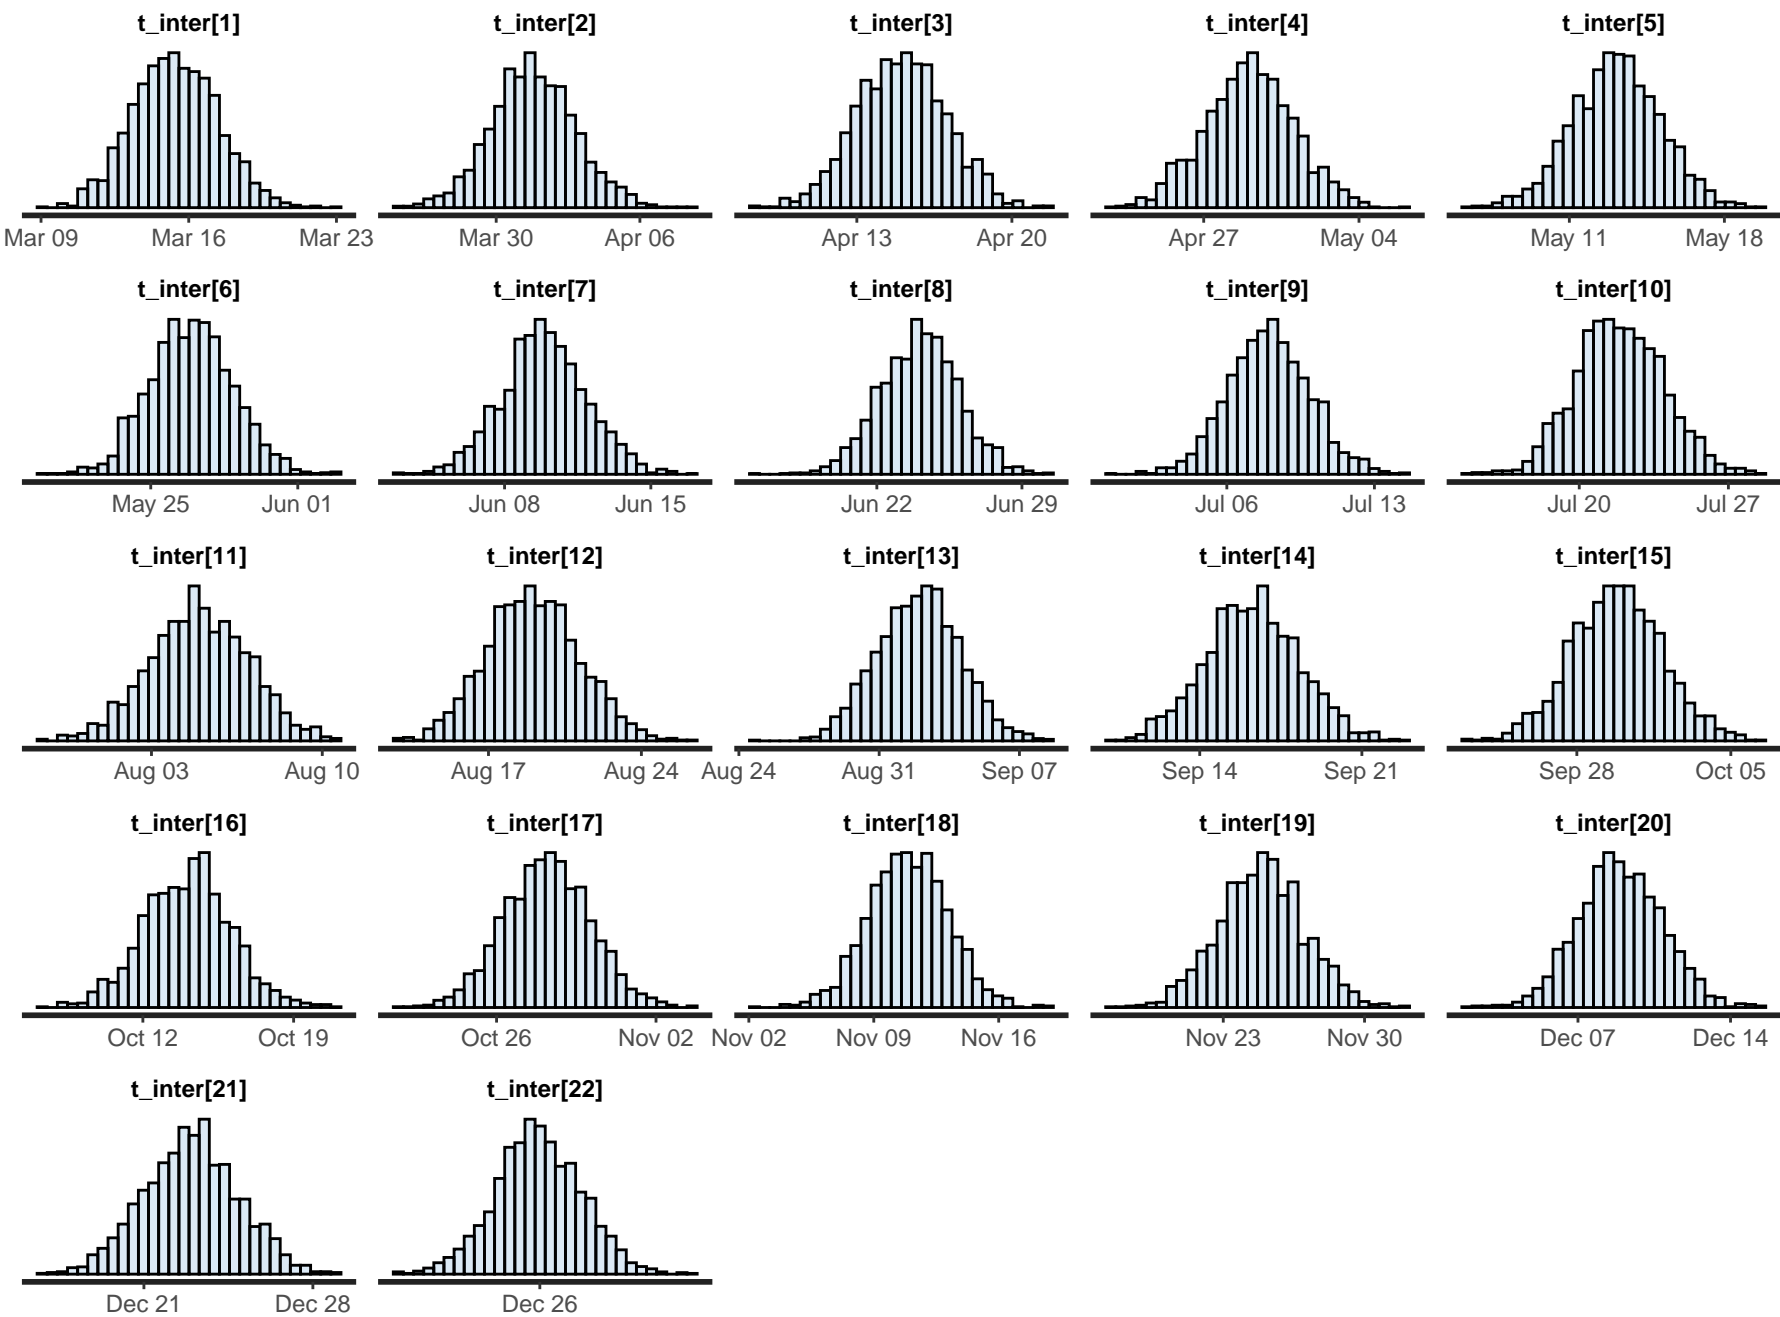 t_inter[1] t_inter[2] t_inter[3] t_inter[4] t_inter[5]
Mar 09 Mar 16 Mar 23 Mar 30 Apr 06 Apr 13 Apr 20 Apr 27 May 04 May 11 May 18
t_inter[6] t_inter[7] t_inter[8] t_inter[9] t_inter[10]
May 25 Jun 01 Jun 08 Jun 15 Jun 22 Jun 29 Jul 06 Jul 13 Jul 20 Jul 27
t_inter[11] t_inter[12] t_inter[13] t_inter[14] t_inter[15]
Aug 03 Aug 10 Aug 17 Aug 24 Aug 24 Aug 31 Sep 07 Sep 14 Sep 21 Sep 28 Oct 05
t_inter[16] t_inter[17] t_inter[18] t_inter[19] t_inter[20]
Oct 12 Oct 19 Oct 26 Nov 02 Nov 02 Nov 09 Nov 16 Nov 23 Nov 30 Dec 07 Dec 14
t_inter[21] t_inter[22]
Dec 21 Dec 28 Dec 26